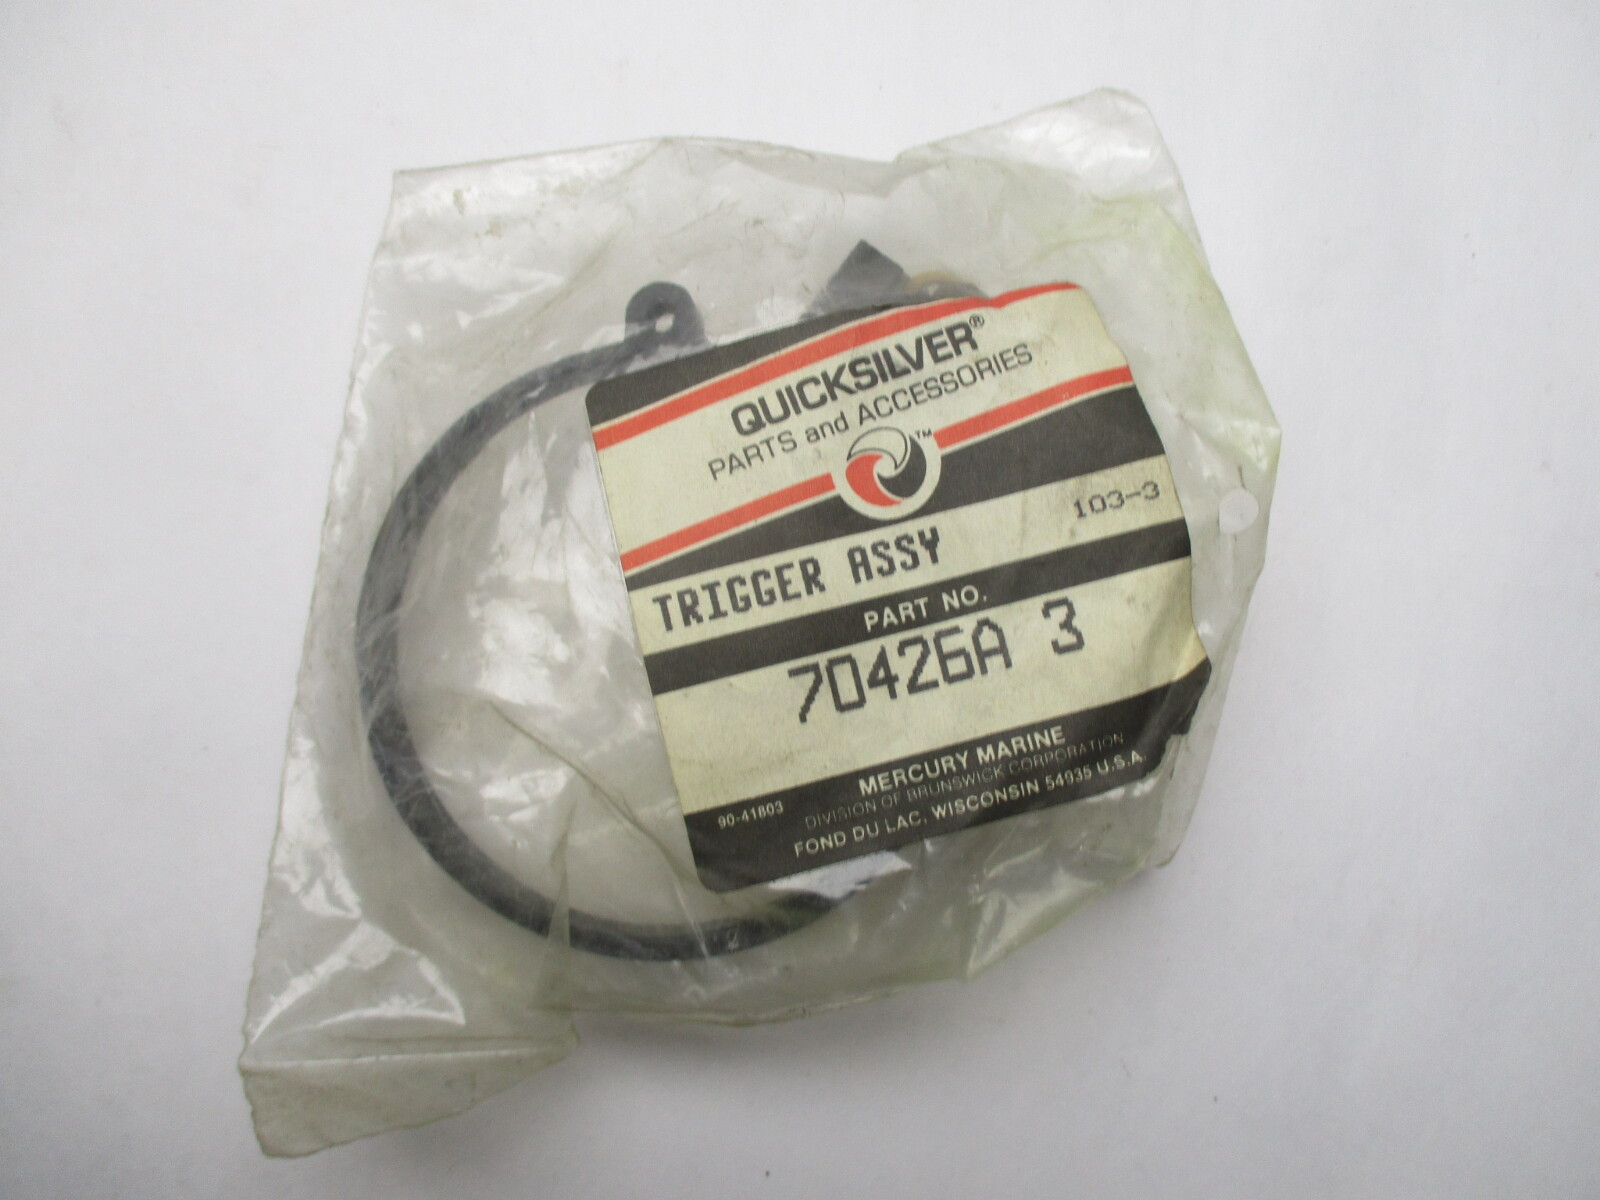 QUICKSILVER®
PARTS and ACCESSORIES
™
103-3
TRIGGER ASSY
PART NO.
70426A 3
MERCURY MARINE
DIVISION OF BRUNSWICK CORPORATION
90-41803
FOND DU LAC, WISCONSIN 54935 U.S.A.